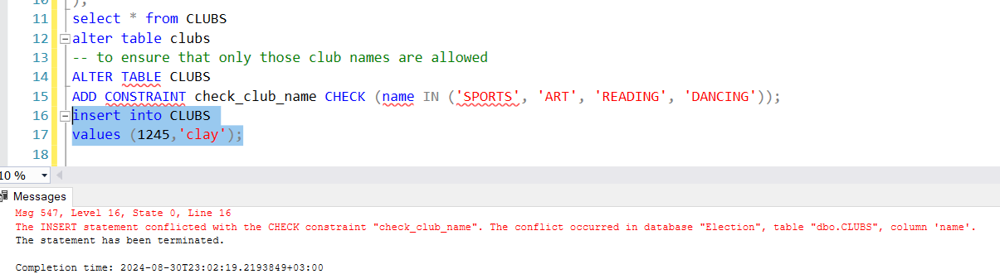 10 );
11 select * from CLUBS
12 alter table clubs
13 -- to ensure that only those club names are allowed
14 ALTER TABLE CLUBS
15 ADD CONSTRAINT check_club_name CHECK (name IN ('SPORTS', 'ART', 'READING', 'DANCING'));
16 insert into CLUBS
17 values (1245,'clay');
18
10 %
Messages
Msg 547, Level 16, State 0, Line 16
The INSERT statement conflicted with the CHECK constraint "check_club_name". The conflict occurred in database "Election", table "dbo.CLUBS", column 'name'.
The statement has been terminated.
Completion time: 2024-08-30T23:02:19.2193849+03:00